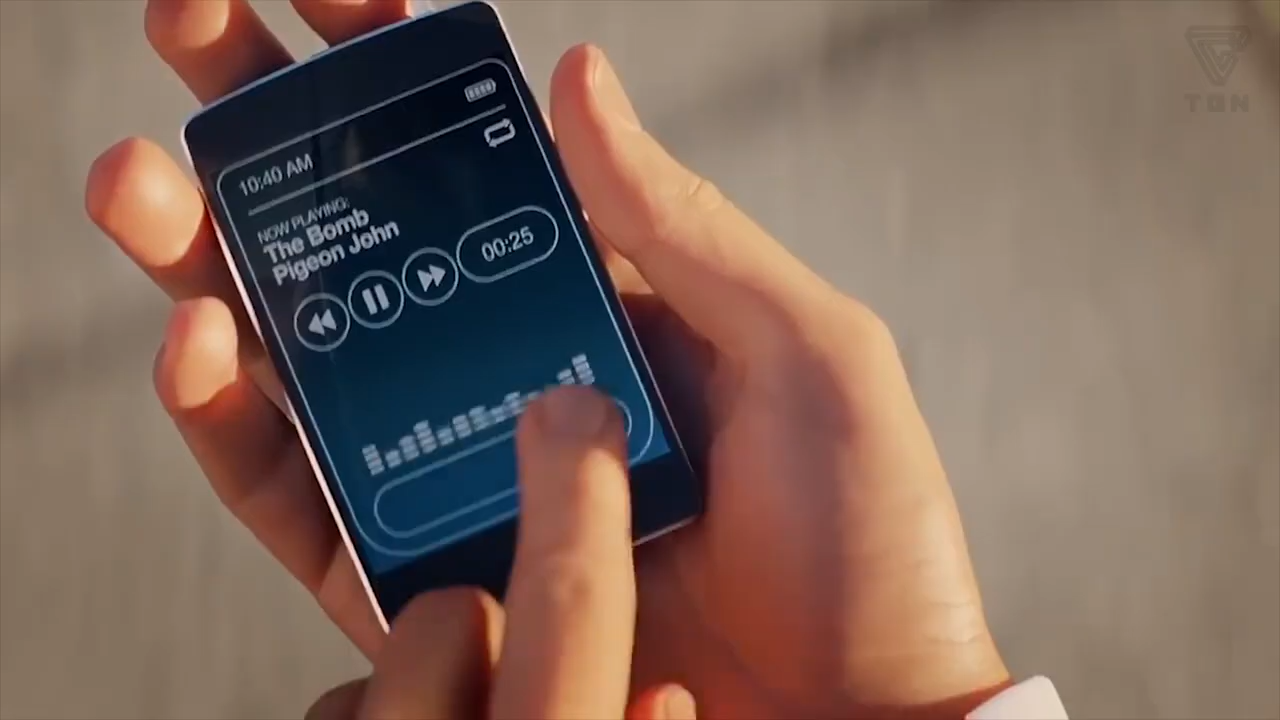 TGN
10:40 AM
NOW PLAYING:
The Bomb
Pigeon John
00:25